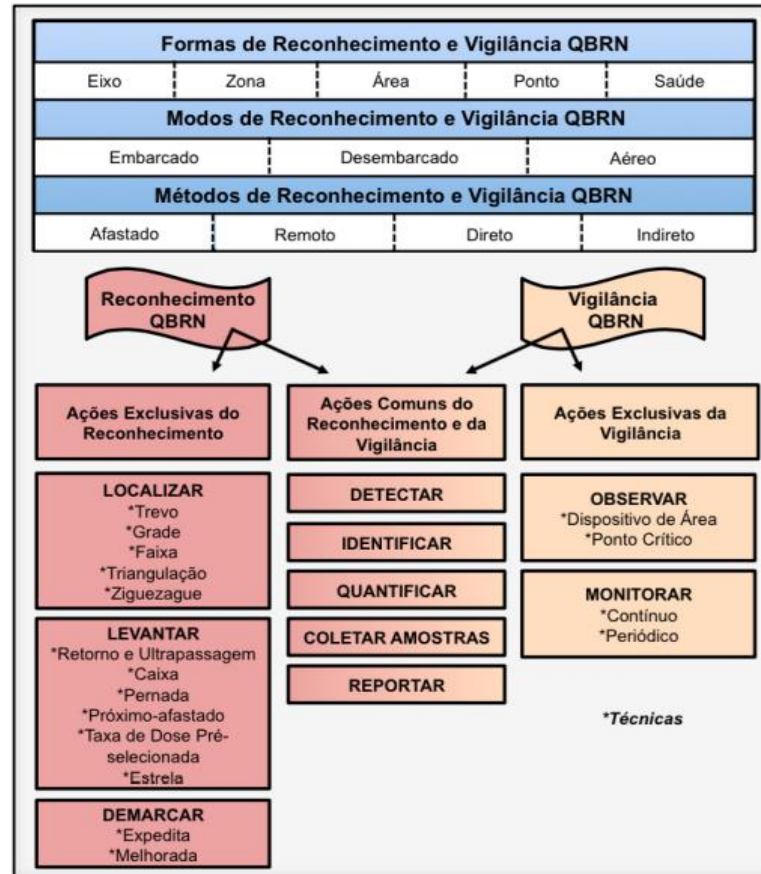 Formas de Reconhecimento e Vigilância QBRN
Eixo Zona Área Ponto Saúde
Modos de Reconhecimento e Vigilância QBRN
Embarcado Desembarcado Aéreo
Métodos de Reconhecimento e Vigilância QBRN
Afastado Remoto Direto Indireto
Reconhecimento
QBRN
Vigilância
QBRN
Ações Exclusivas do
Reconhecimento
LOCALIZAR
*Trevo
*Grade
*Faixa
*Triangulação
*Ziguezague
LEVANTAR
*Retorno e Ultrapassagem
*Caixa
*Pernada
*Próximo-afastado
*Taxa de Dose Pré-
selecionada
*Estrela
DEMARCAR
*Expedita
*Melhorada
Ações Comuns do
Reconhecimento e da
Vigilância
DETECTAR
IDENTIFICAR
QUANTIFICAR
COLETAR AMOSTRAS
REPORTAR
Ações Exclusivas da
Vigilância
OBSERVAR
*Dispositivo de Área
*Ponto Crítico
MONITORAR
*Contínuo
*Periódico
*Técnicas